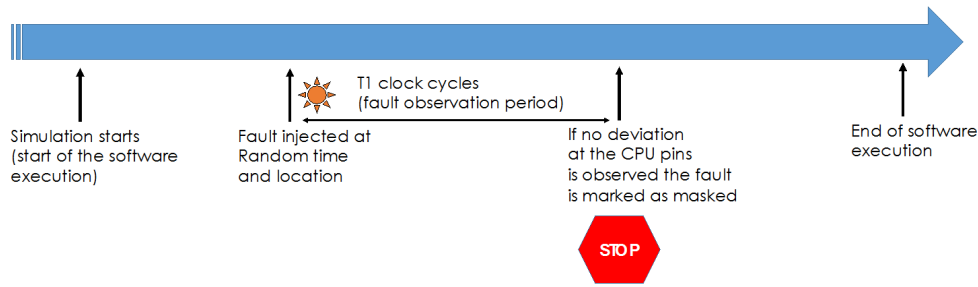 T1 clock cycles
(fault observation period)
Simulation starts
(start of the software
execution)
Fault injected at
Random time
and location
If no deviation
at the CPU pins
is observed the fault
is marked as masked
End of software
execution
STOP